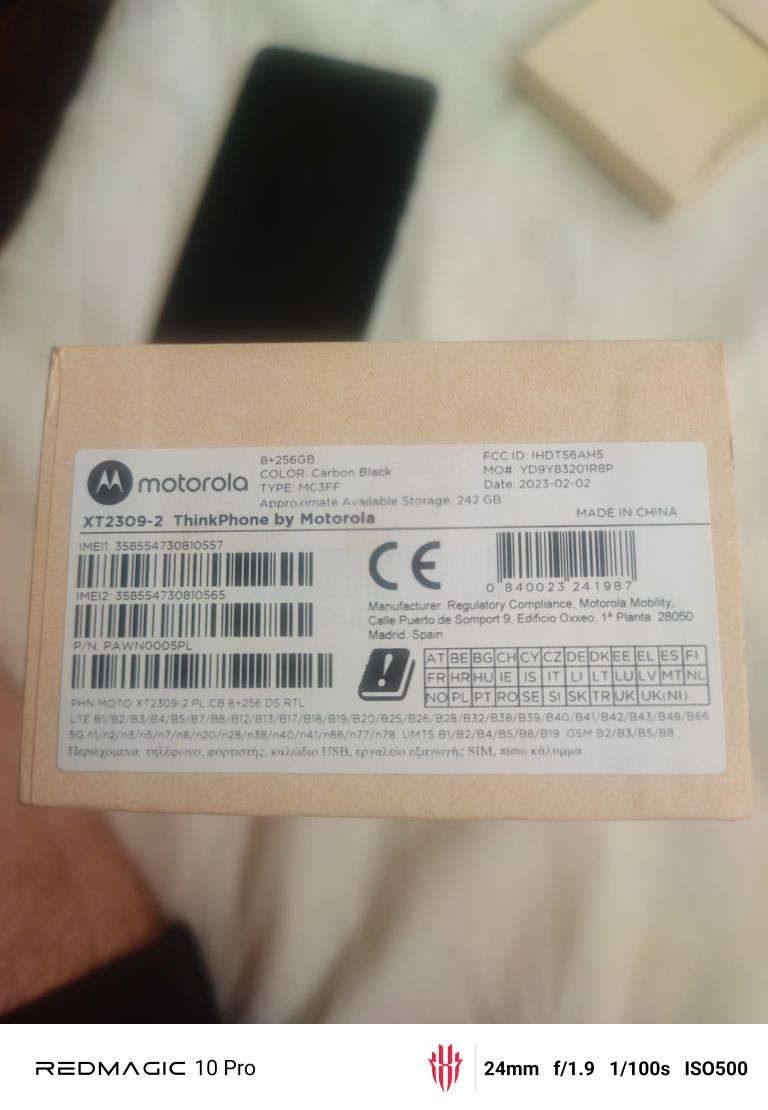 motorola
8+256GB
COLOR: Carbon Black
TYPE: MC3FF
Approximate Available Storage: 242 GB
FCC ID: IHDT56AH5
MO#: YD9Y83201R8P
Date: 2023-02-02
MADE IN CHINA
XT2309-2 ThinkPhone by Motorola
IMEI1: 358554730810557
IMEI2: 358554730810565
P/N: PAWN0005PL
CE
0 840023 241987
Manufacturer: Regulatory Compliance, Motorola Mobility,
Calle Puerto de Somport 9, Edificio Oxxeo, 1ª Planta. 28050
Madrid. Spain
AT BE BG CH CY CZ DE DK EE EL ES FI
FR HR HU IE IS IT LI LT LU LV MT NL
NO PL PT RO SE SI SK TR UK UK(NI)
PHN MOTO XT2309-2 PL CB 8+256 DS RTL
LTE B1/B2/B3/B4/B5/B7/B8/B12/B13/B17/B18/B19/B20/B25/B26/B28/B32/B38/B39/B40/B41/B42/B43/B48/B66
5G n1/n2/n3/n5/n7/n8/n20/n28/n38/n40/n41/n66/n77/n78 UMTS B1/B2/B4/B5/B8/B19 GSM B2/B3/B5/B8
Περιεχόμενα: τηλέφωνο, φορτιστής, καλώδιο USB, εργαλείο εξαγωγής SIM, πίσω κάλυμμα.
REDMAGIC 10 Pro
24mm f/1.9 1/100s ISO500